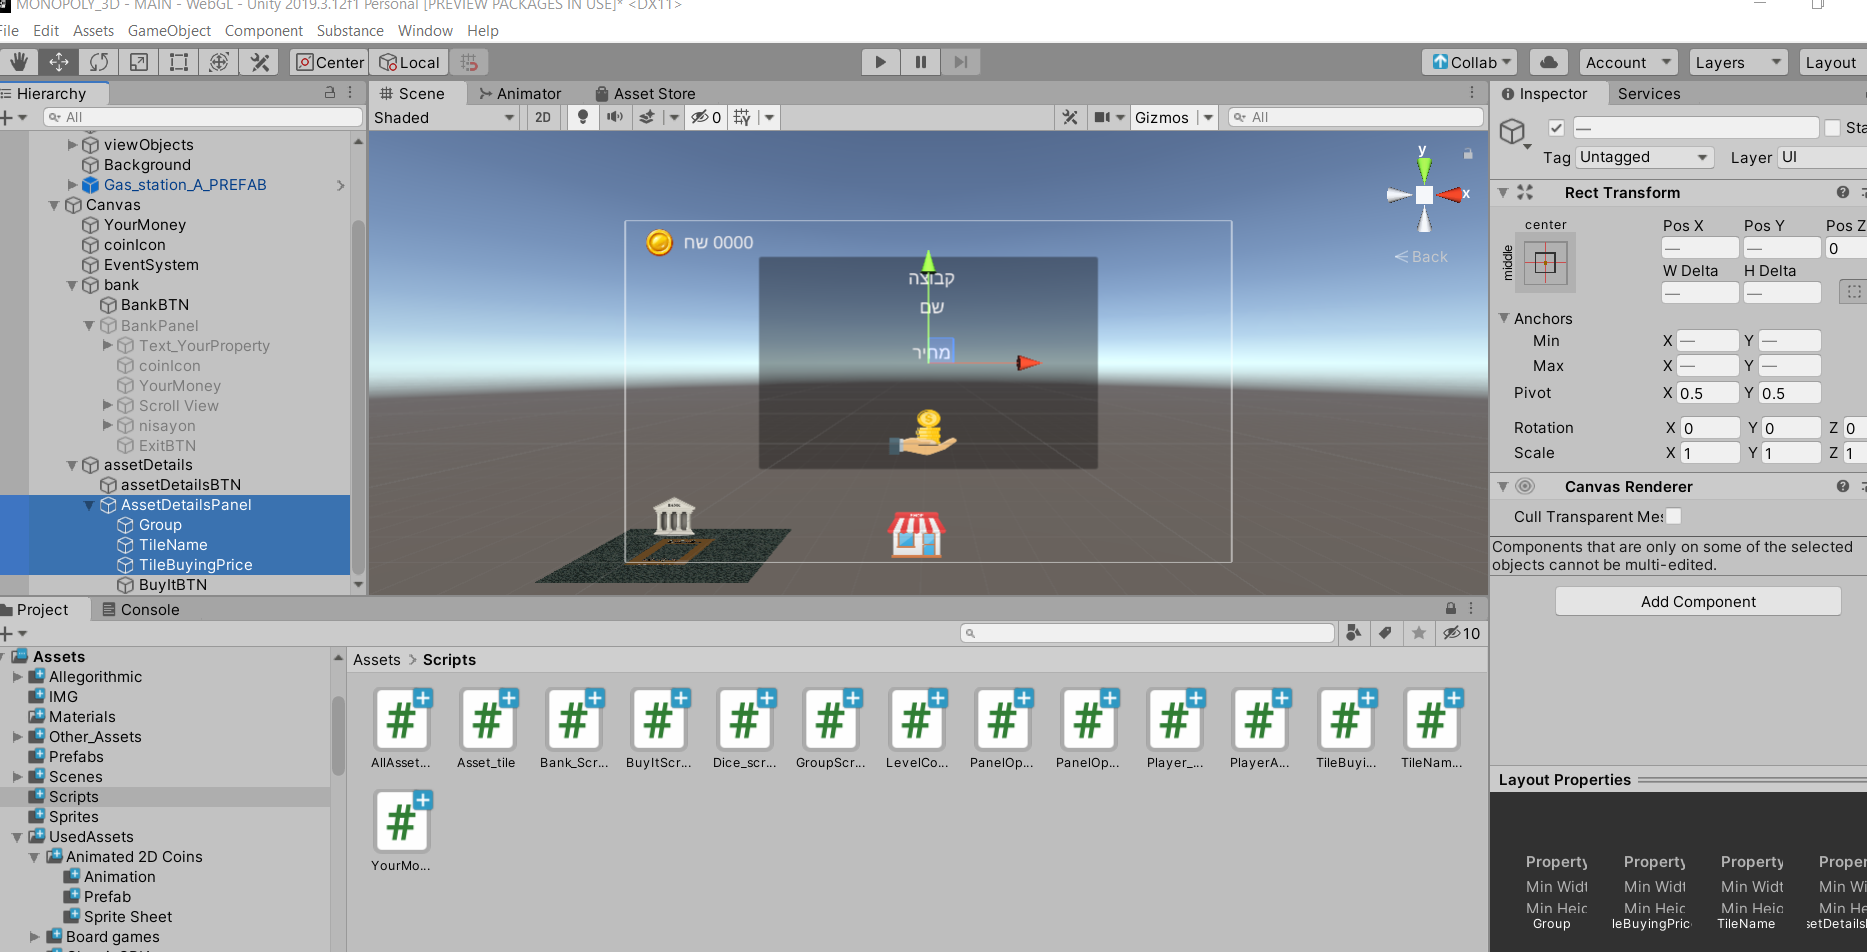 MONOPOLY_3D - MAIN - WebGL - Unity 2019.3.12f1 Personal [PREVIEW PACKAGES IN USE]* <DX11>
File Edit Assets GameObject Component Substance Window Help
Center Local Collab Account Layers Layout
Hierarchy
All
viewObjects
Background
Gas_station_A_PREFAB
Canvas
YourMoney
coinIcon
EventSystem
bank
BankBTN
BankPanel
Text_YourProperty
coinIcon
YourMoney
Scroll View
nisayon
ExitBTN
assetDetails
assetDetailsBTN
AssetDetailsPanel
Group
TileName
TileBuyingPrice
BuyItBTN
Scene Animator Asset Store
Shaded 2D 0 Gizmos All
y
x
Back
0000 שח
קבוצה
שם
מחיר
BANK
Inspector Services
— Sta
Tag Untagged Layer UI
Rect Transform
center
middle
Pos X Pos Y Pos Z
— — 0
W Delta H Delta
— —
Anchors
Min X — Y —
Max X — Y —
Pivot X 0.5 Y 0.5
Rotation X 0 Y 0 Z 0
Scale X 1 Y 1 Z 1
Canvas Renderer
Cull Transparent Me
Components that are only on some of the selected
objects cannot be multi-edited.
Add Component
Layout Properties
Property Property Property Proper
Min Widt Min Widt Min Widt Min Wi
Min Heig Min Heig Min Heig Min He
Group leBuyingPric TileName setDetails
Project Console
10
Assets
Allegorithmic
IMG
Materials
Other_Assets
Prefabs
Scenes
Scripts
Sprites
UsedAssets
Animated 2D Coins
Animation
Prefab
Sprite Sheet
Board games
Assets > Scripts
AllAsset... Asset_tile Bank_Scr... BuyItScr... Dice_scr... GroupScr... LevelCo... PanelOp... PanelOp... Player_... PlayerA... TileBuyi... TileNam...
YourMo...